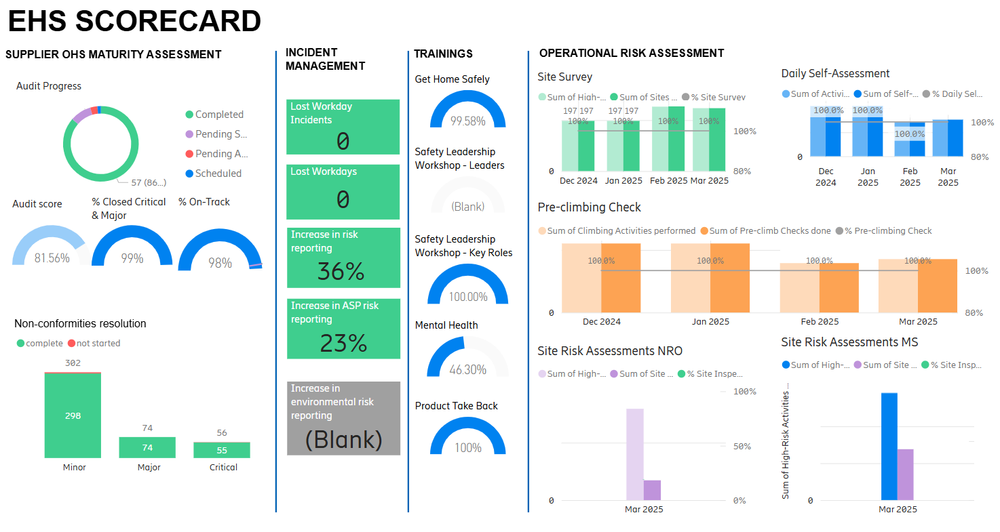 EHS SCORECARD
SUPPLIER OHS MATURITY ASSESSMENT
Audit Progress
Completed
Pending S...
Pending A...
Scheduled
57 (86...)
Audit score
81.56%
% Closed Critical
& Major
99%
% On-Track
98%
Non-conformities resolution
complete
not started
302
298
74
74
56
55
Minor
Major
Critical
INCIDENT
MANAGEMENT
Lost Workday
Incidents
0
Lost Workdays
0
Increase in risk
reporting
36%
Increase in ASP risk
reporting
23%
Increase in
environmental risk
reporting
(Blank)
TRAININGS
Get Home Safely
99.58%
Safety Leadership
Workshop - Leaders
(Blank)
Safety Leadership
Workshop - Key Roles
100.00%
Mental Health
46.30%
Product Take Back
100%
OPERATIONAL RISK ASSESSMENT
Site Survey
Sum of High-...
Sum of Sites ...
% Site Survev
197 197
197 197
100%
100%
100%
100%
100%
0
80%
Dec 2024
Jan 2025
Feb 2025
Mar 2025
Daily Self-Assessment
Sum of Activi...
Sum of Self-...
% Daily Sel...
100.0%
100.0%
100.0%
100%
0
80%
Dec
2024
Jan
2025
Feb
2025
Mar
2025
Pre-climbing Check
Sum of Climbing Activities performed
Sum of Pre-climb Checks done
% Pre-climbing Check
100.0%
100.0%
100.0%
100.0%
100%
0
80%
Dec 2024
Jan 2025
Feb 2025
Mar 2025
Site Risk Assessments NRO
Sum of High-...
Sum of Site ...
% Site Inspe...
100%
50%
0
0%
Mar 2025
Site Risk Assessments MS
Sum of High-...
Sum of Site ...
% Site Insp...
Sum of High-Risk Activities ...
0
Mar 2025